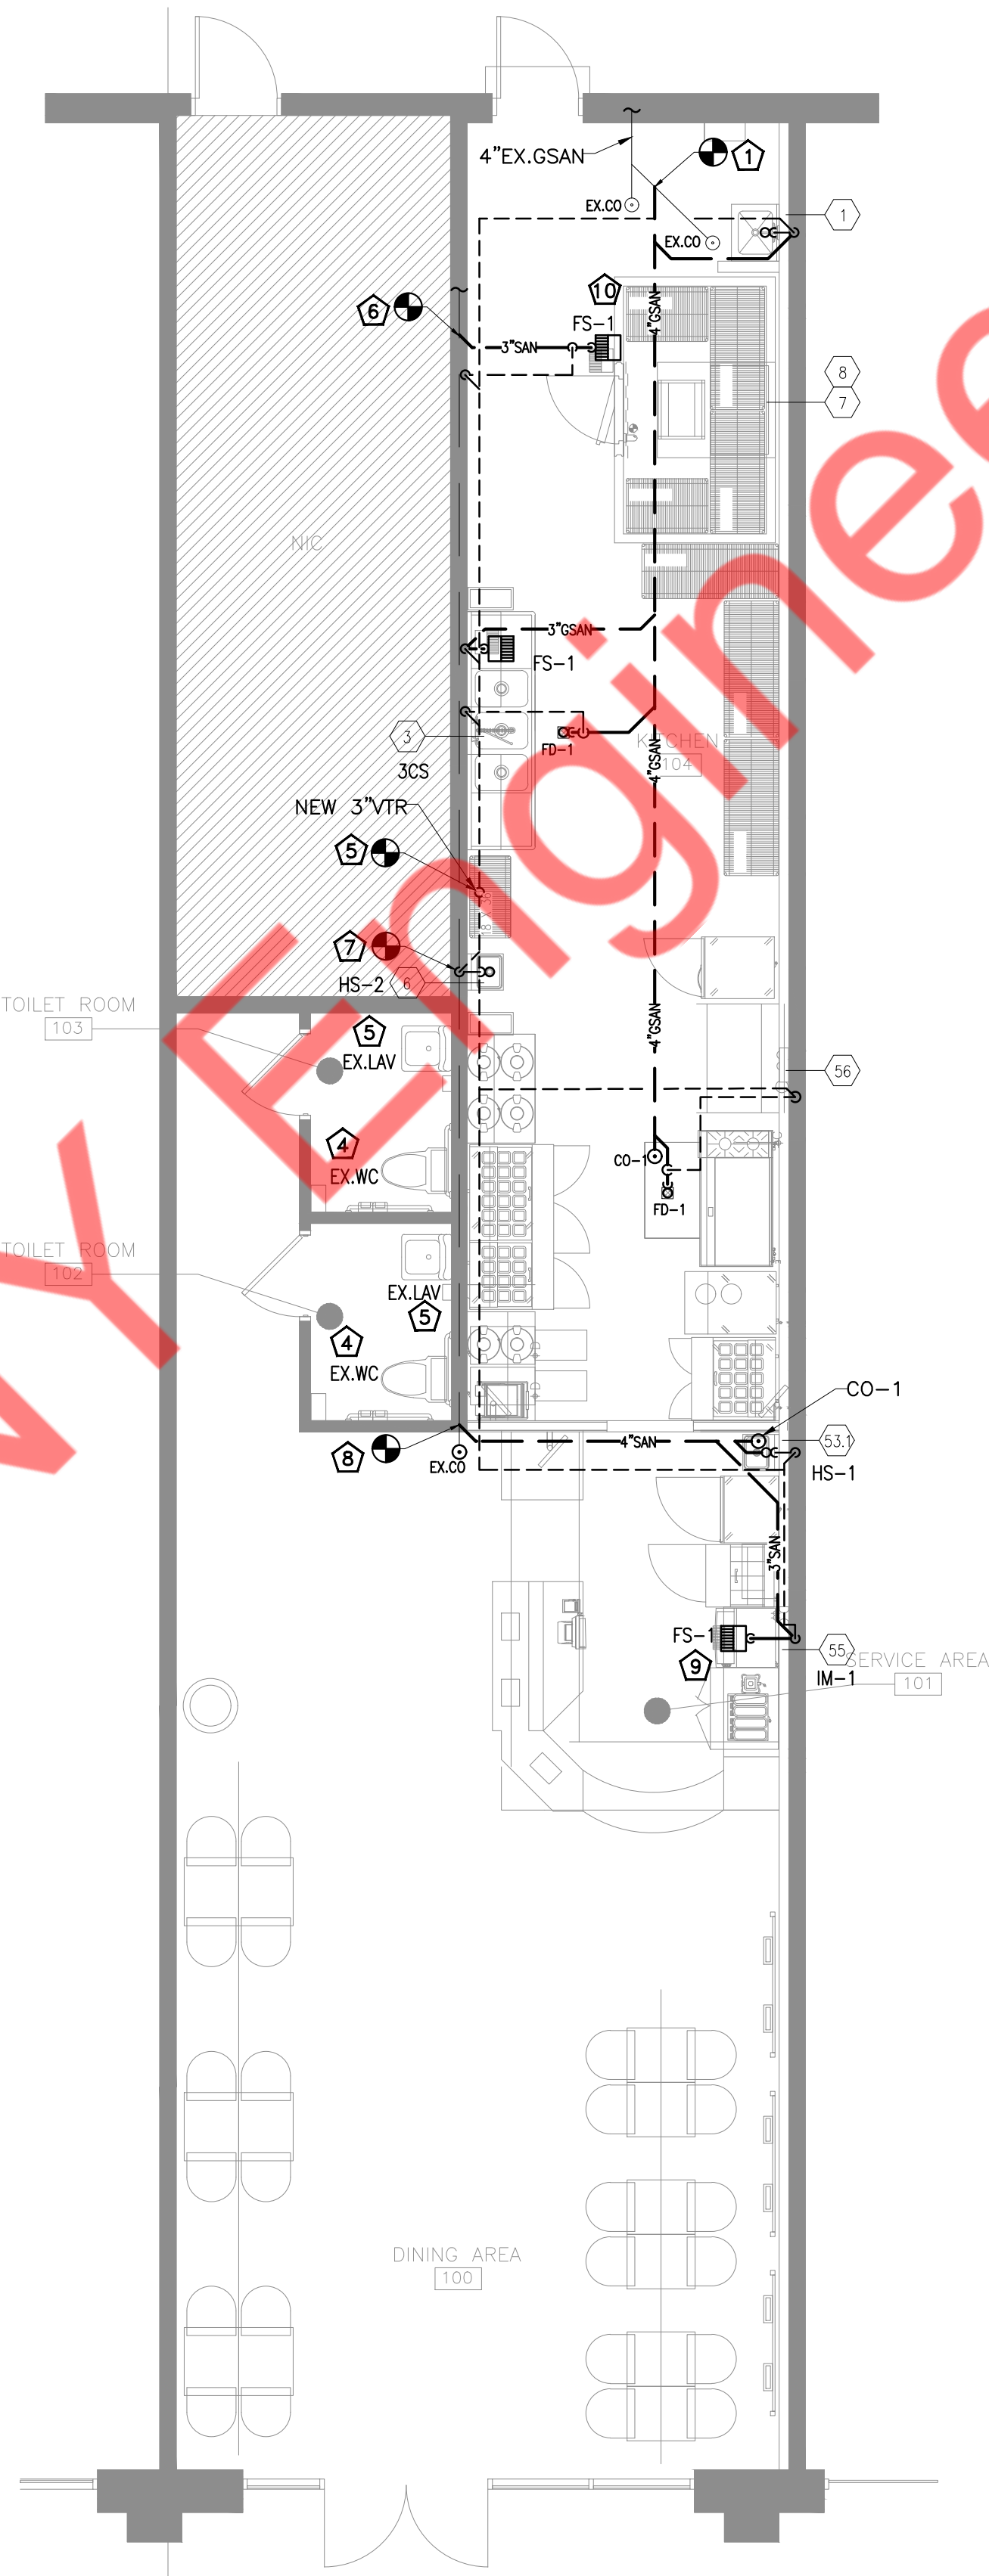 4"EX.GSAN
1
EX.CO
1
EX.CO
10
4"GSAN
6
FS-1
3"SAN
8
7
NIC
3"GSAN
FS-1
3
FD-1
KITCHEN
104
4"GSAN
3CS
NEW 3"VTR
5
7
HS-2
6
TOILET ROOM
103
5
EX.LAV
4"GSAN
56
4
EX.WC
CO-1
FD-1
TOILET ROOM
102
EX.LAV
5
4
EX.WC
CO-1
4"SAN
53.1
8
EX.CO
HS-1
3"SAN
FS-1
9
55
IM-1
SERVICE AREA
101
DINING AREA
100
NY Enginee